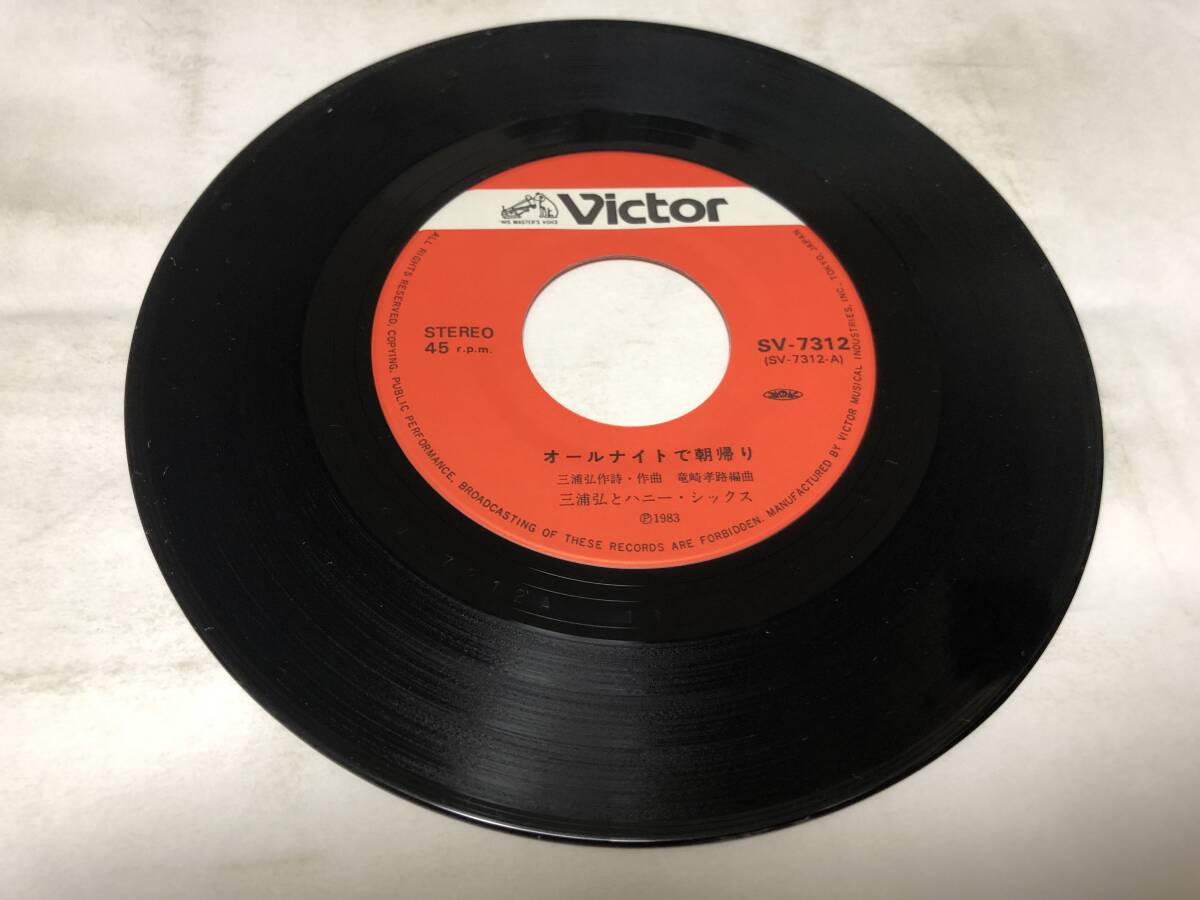 Victor
"HIS MASTER'S VOICE"
STEREO
45 r.p.m.
SV-7312
(SV-7312-A)
オールナイトで朝帰り
三浦弘作詩・作曲 竜崎孝路編曲
三浦弘とハニー・シックス
Ⓟ1983
ALL RIGHTS RESERVED. COPYING, PUBLIC PERFORMANCE, BROADCASTING OF THESE RECORDS ARE FORBIDDEN. MANUFACTURED BY VICTOR MUSICAL INDUSTRIES, INC., TOKYO, JAPAN